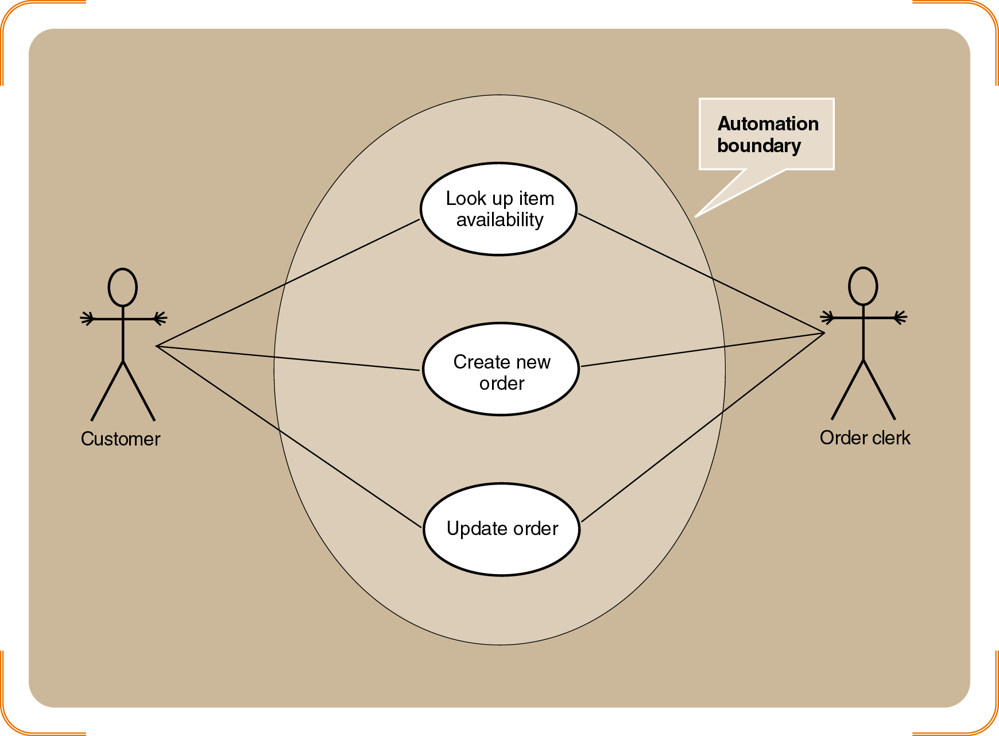 Automation
boundary
Look up item
availability
Create new
order
Customer
Order clerk
Update order